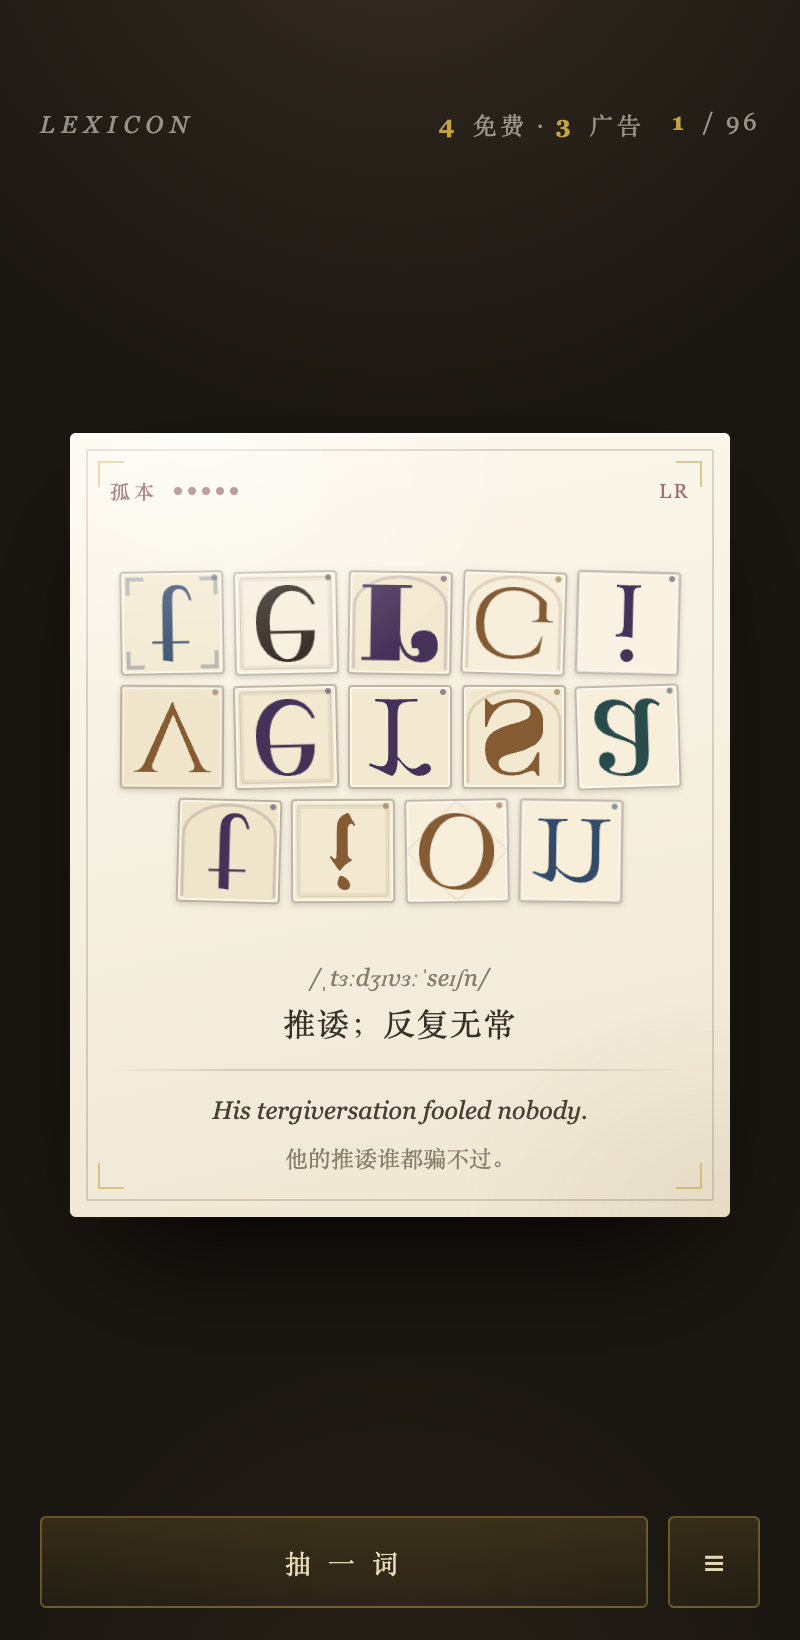 LEXICON
4 免费 · 3 广告 1 / 96
孤本 LR
t e r G i
V e r s a
t i o n
/ˌtɜːdʒɪvɜːˈseɪʃn/
推诿；反复无常
His tergiversation fooled nobody.
他的推诿谁都骗不过。
抽一词